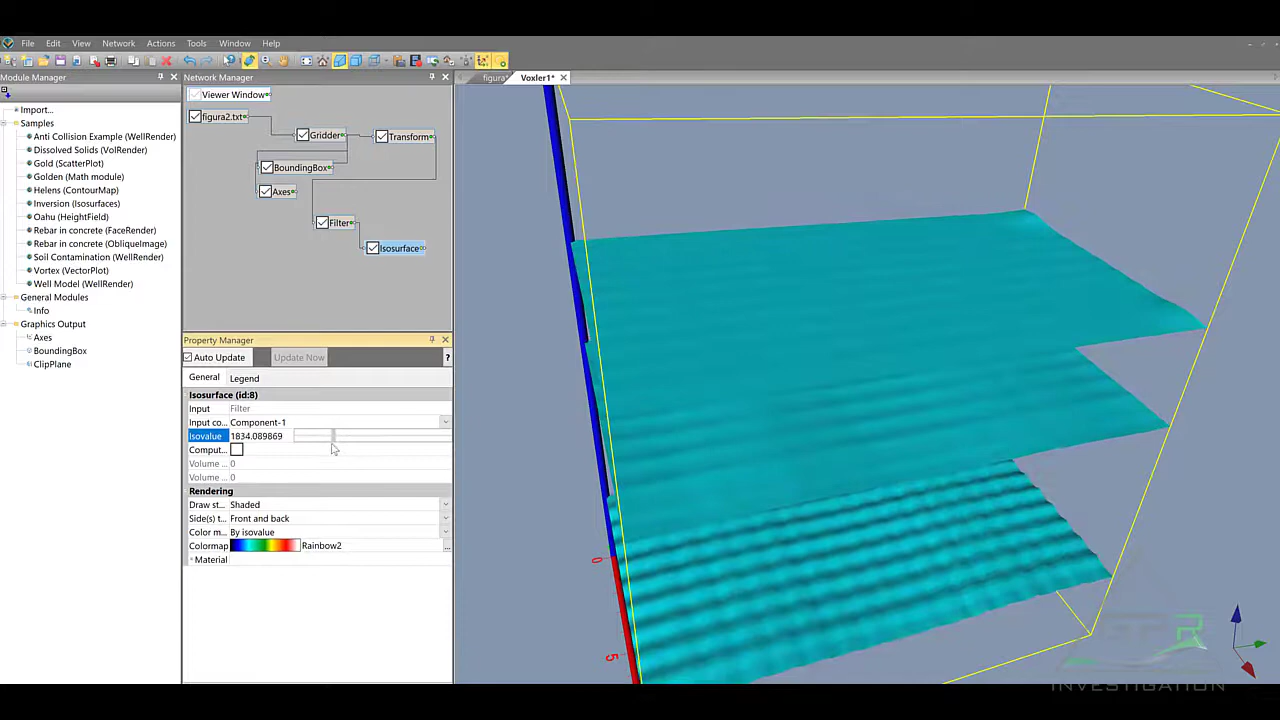 File Edit View Network Actions Tools Window Help
Module Manager
Network Manager
figura
Voxler1*
Import...
Samples
Anti Collision Example (WellRender)
Dissolved Solids (VolRender)
Gold (ScatterPlot)
Golden (Math module)
Helens (ContourMap)
Inversion (Isosurfaces)
Oahu (HeightField)
Rebar in concrete (FaceRender)
Rebar in concrete (ObliqueImage)
Soil Contamination (WellRender)
Vortex (VectorPlot)
Well Model (WellRender)
General Modules
Info
Graphics Output
Axes
BoundingBox
ClipPlane
Viewer Window
figura2.txt
Gridder
Transform
BoundingBox
Axes
Filter
Isosurface
Property Manager
Auto Update
Update Now
?
General
Legend
Isosurface (id:8)
Input Filter
Input co... Component-1
Isovalue 1834.089869
Comput...
Volume ... 0
Volume ... 0
Rendering
Draw st... Shaded
Side(s) t... Front and back
Color m... By isovalue
Colormap Rainbow2 ...
Material
0
5
GPR
INVESTIGATION